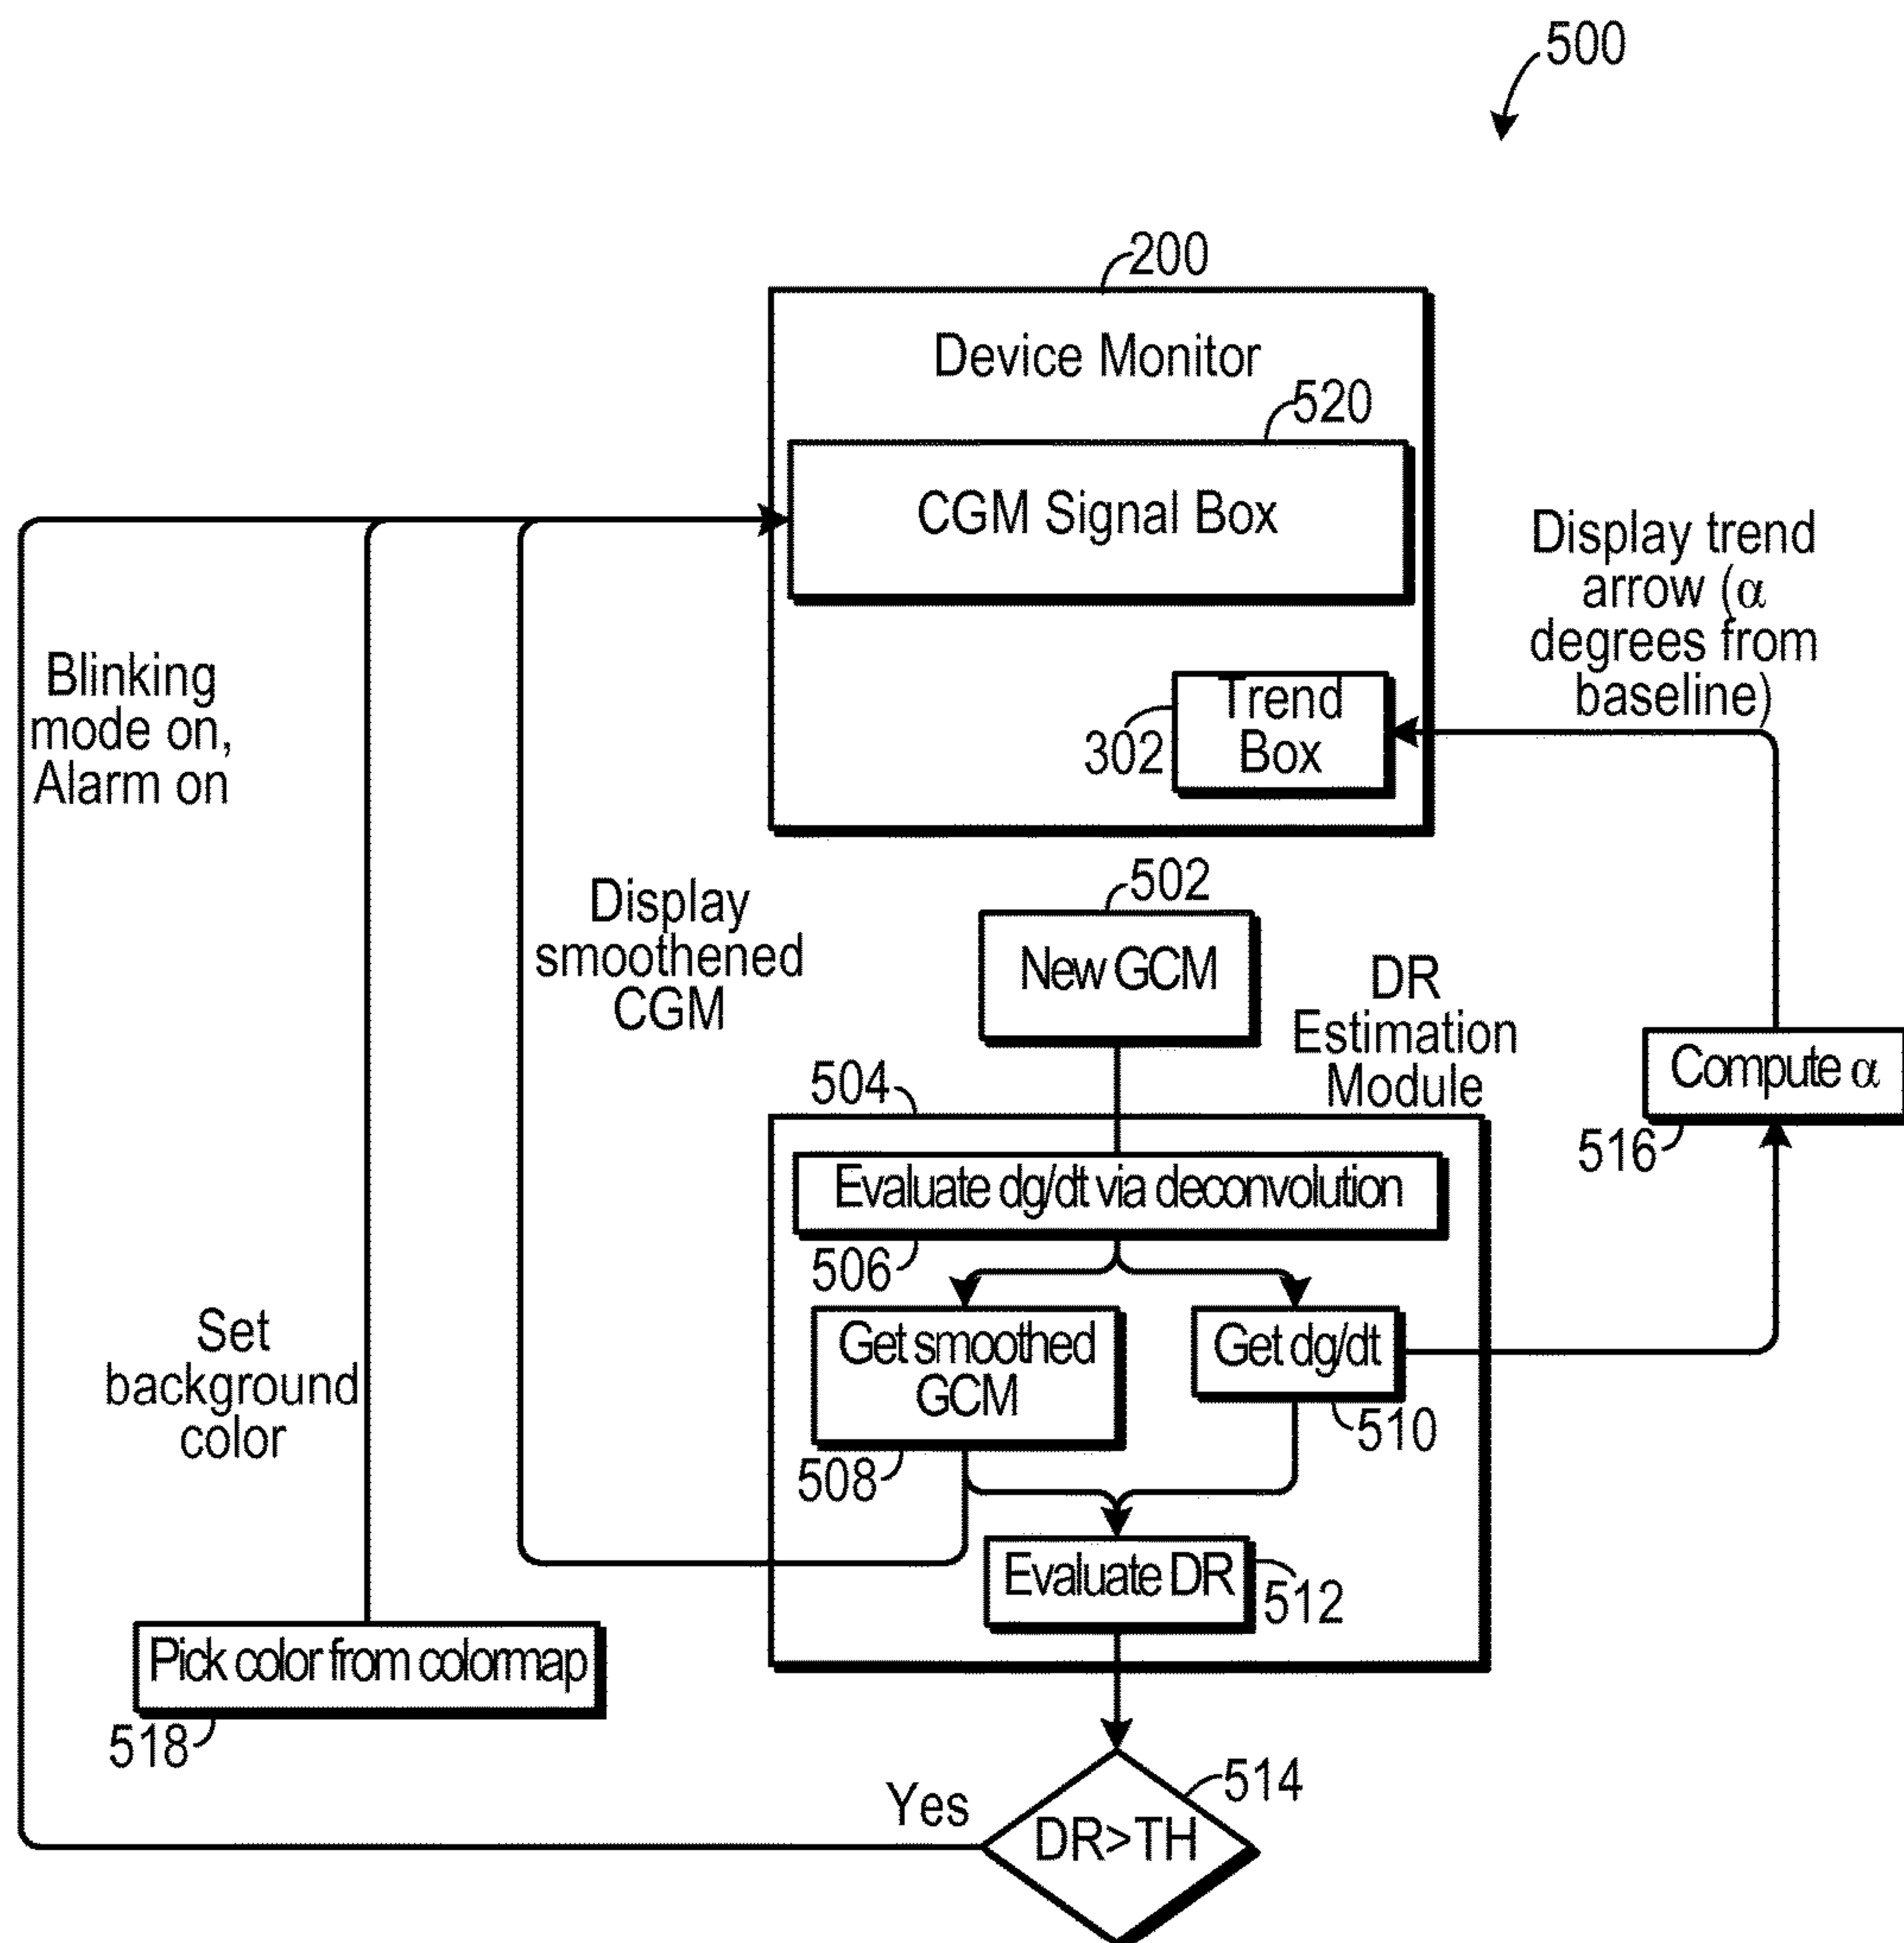 500
200
Device Monitor
520
CGM Signal Box
Display trend
arrow (α
degrees from
baseline)
Trend
Box
302
Blinking
mode on,
Alarm on
Display
smoothened
CGM
502
New GCM
DR
Estimation
Module
504
Compute α
516
Evaluate dg/dt via deconvolution
506
Get smoothed
GCM
508
Get dg/dt
510
Set
background
color
Evaluate DR
512
Pick color from colormap
518
Yes
514
DR>TH